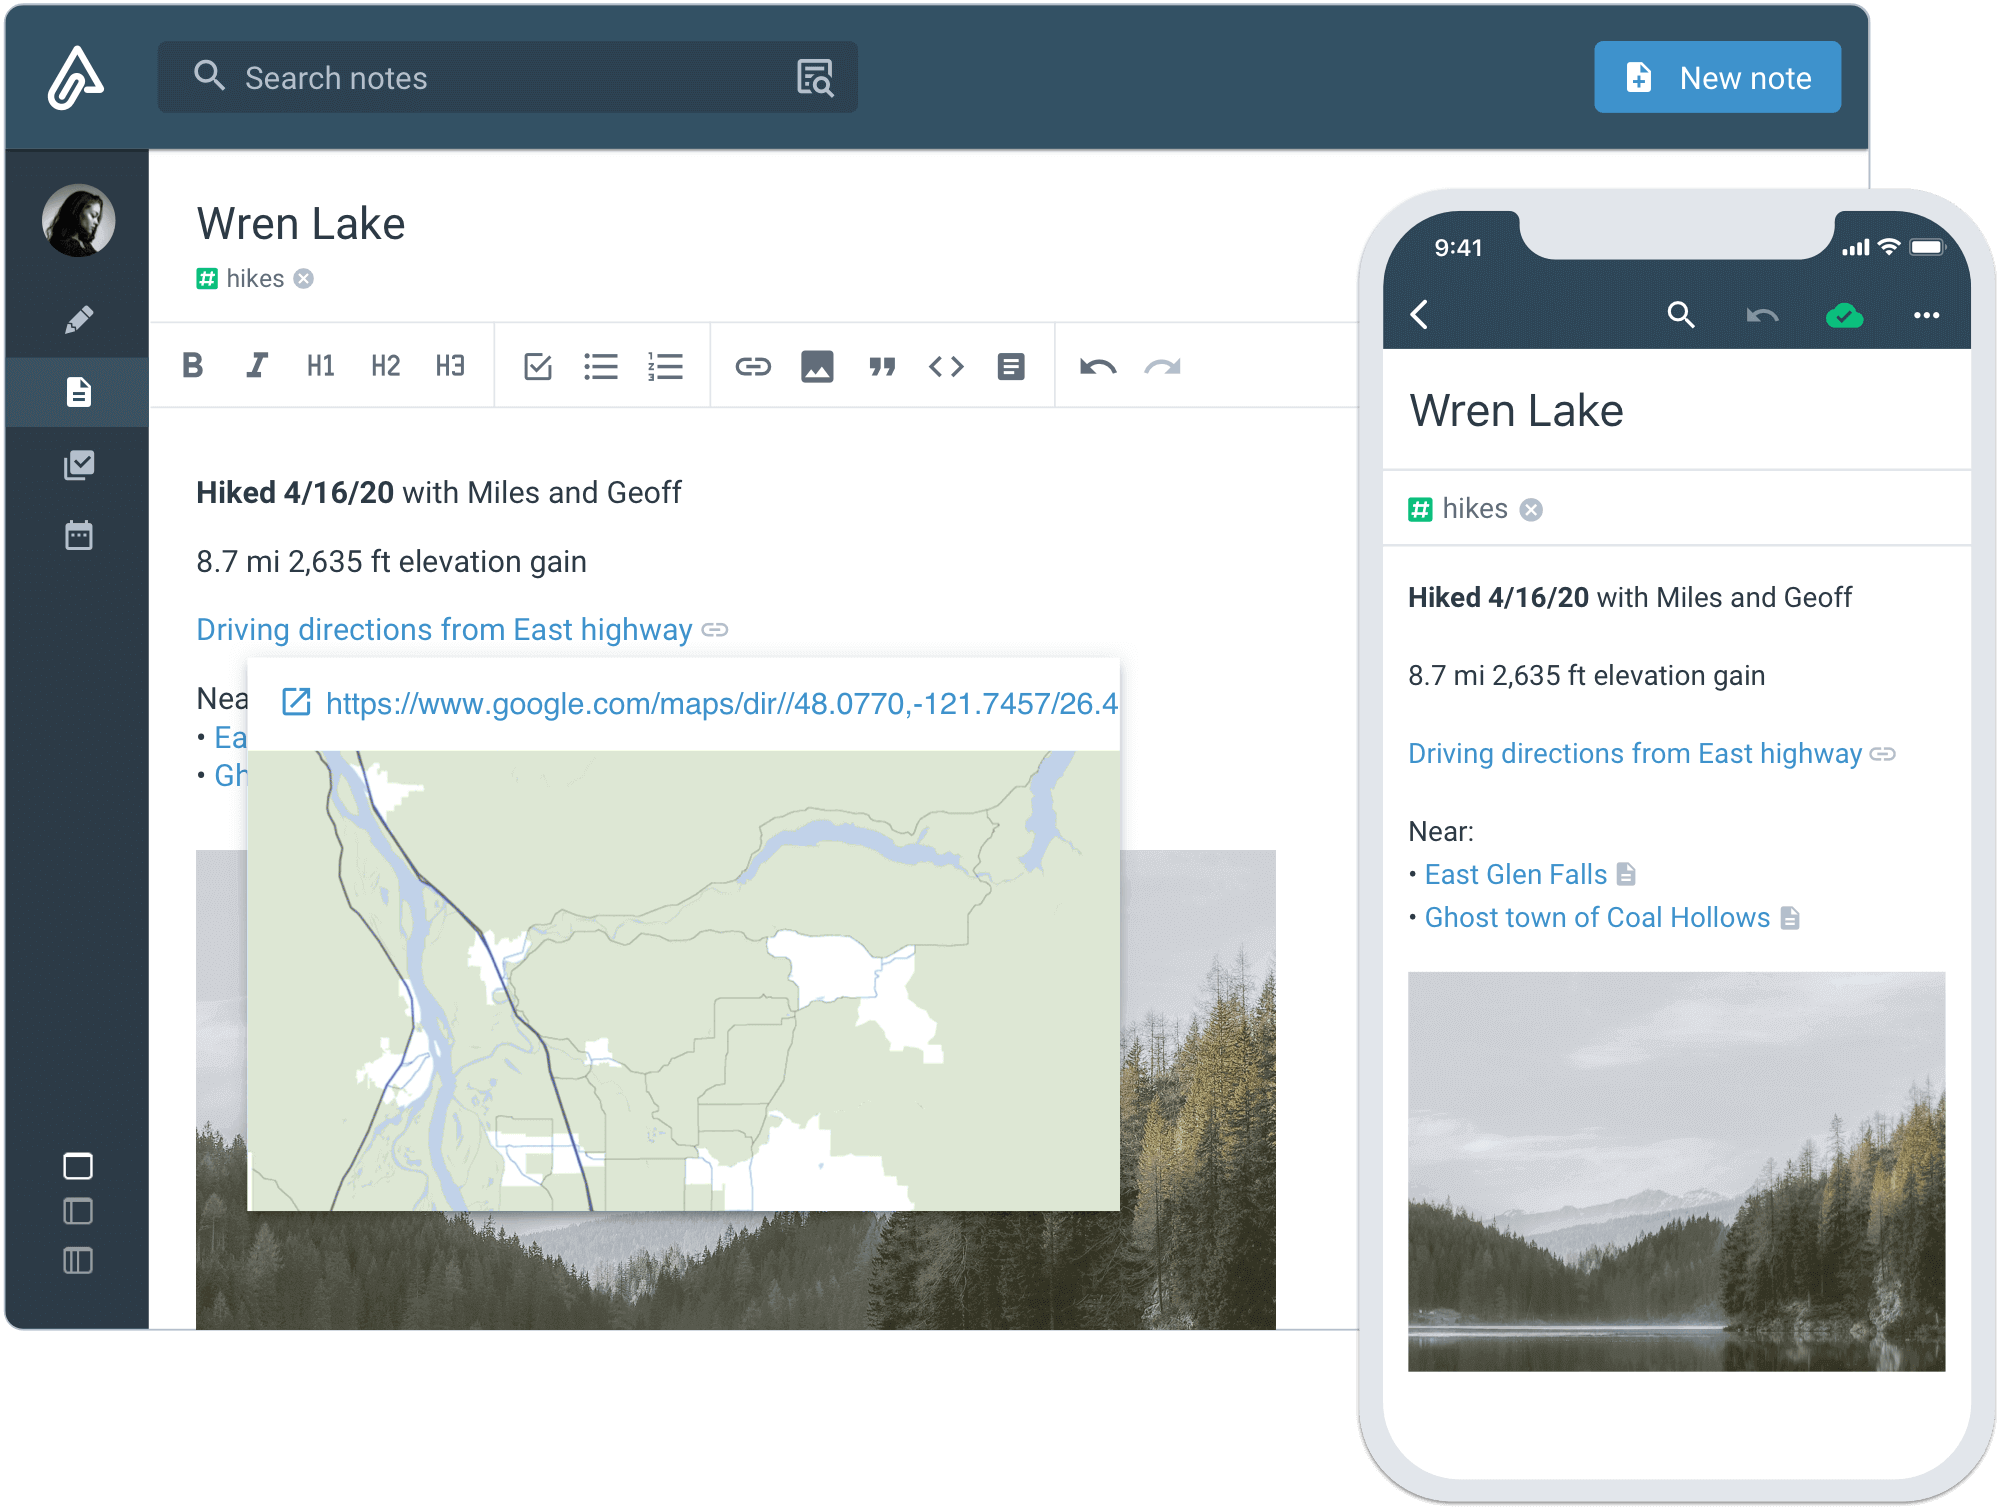 Search notes
New note
Wren Lake
# hikes
B I H1 H2 H3
1 2 3
Hiked 4/16/20 with Miles and Geoff
8.7 mi 2,635 ft elevation gain
Driving directions from East highway
Nea
https://www.google.com/maps/dir//48.0770,-121.7457/26.4
• Ea
• Gh
9:41
Wren Lake
# hikes
Hiked 4/16/20 with Miles and Geoff
8.7 mi 2,635 ft elevation gain
Driving directions from East highway
Near:
• East Glen Falls
• Ghost town of Coal Hollows